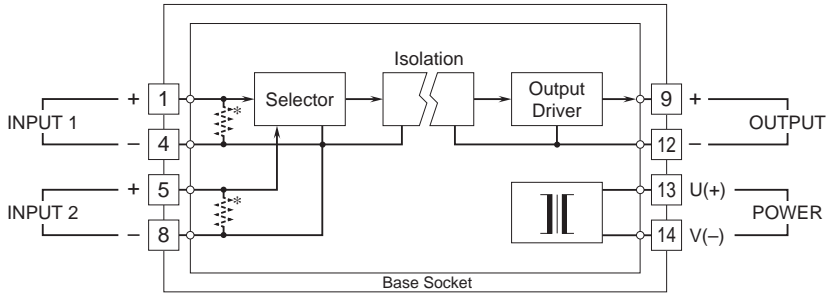 Isolation
INPUT 1
+ 1
– 4
INPUT 2
+ 5
– 8
*
*
Selector
Output
Driver
9 +
12 –
OUTPUT
13 U(+)
14 V(–)
POWER
Base Socket